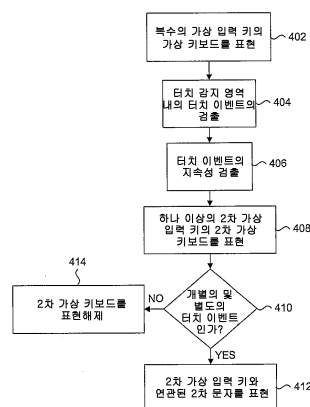 복수의 가상 입력 키의
가상 키보드를 표현
402
터치 감지 영역
내의 터치 이벤트의
검출
404
터치 이벤트의
지속성 검출
406
하나 이상의 2차 가상
입력 키의 2차 가상
키보드를 표현
408
414
2차 가상 키보드를
표현해제
NO
개별의 및
별도의
터치 이벤트
인가?
410
YES
2차 가상 입력 키와
연관된 2차 문자를 표현
412